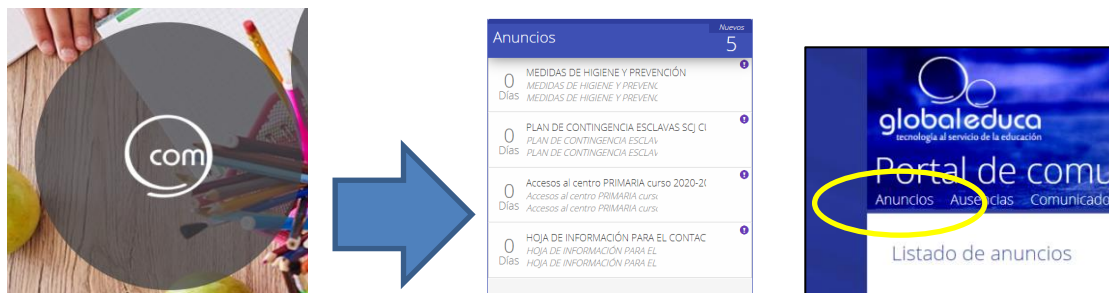 com
Anuncios
Nuevos
5
0
Días
MEDIDAS DE HIGIENE Y PREVENCIÓN
MEDIDAS DE HIGIENE Y PREVENC
MEDIDAS DE HIGIENE Y PREVENC
0
Días
PLAN DE CONTINGENCIA ESCLAVAS SCJ CI
PLAN DE CONTINGENCIA ESCLAV
PLAN DE CONTINGENCIA ESCLAV
0
Días
Accesos al centro PRIMARIA curso 2020-20
Accesos al centro PRIMARIA curso
Accesos al centro PRIMARIA curso
0
Días
HOJA DE INFORMACIÓN PARA EL CONTAC
HOJA DE INFORMACIÓN PARA EL
HOJA DE INFORMACIÓN PARA EL
globaleduca
tecnología al servicio de la educación
Portal de comu
Anuncios Ausencias Comunicado
Listado de anuncios